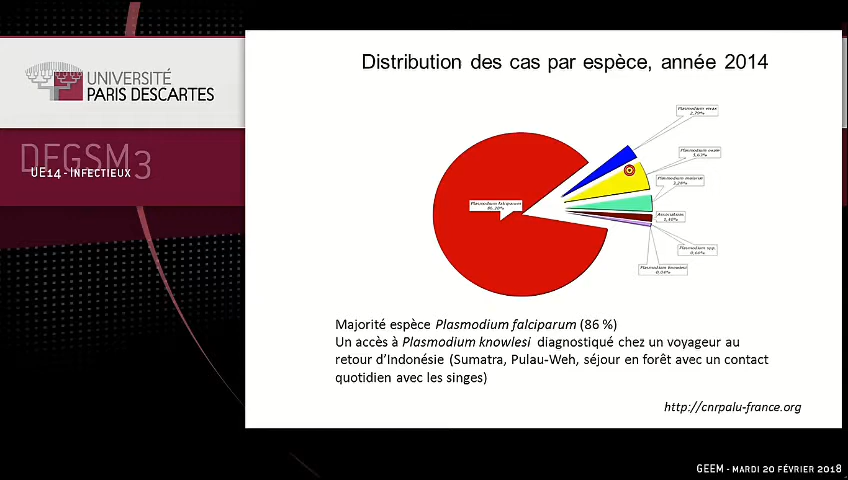 UNIVERSITÉ
PARIS DESCARTES
DFGSM3
UE14 - INFECTIEUX
Distribution des cas par espèce, année 2014
Plasmodium vivax
Plasmodium ovale
Plasmodium malariae
Plasmodium falciparum
Associations
Plasmodium spp.
Plasmodium knowlesi
Majorité espèce Plasmodium falciparum (86 %)
Un accès à Plasmodium knowlesi diagnostiqué chez un voyageur au
retour d’Indonésie (Sumatra, Pulau-Weh, séjour en forêt avec un contact
quotidien avec les singes)
http://cnrpalu-france.org
GEEM - MARDI 20 FÉVRIER 2018